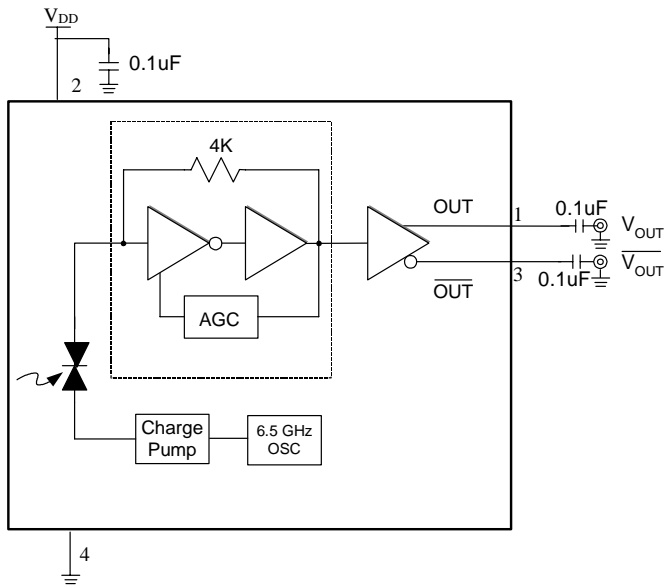 VDD
0.1uF
2
4K
OUT
1
0.1uF
VOUT
AGC
OUT
3
0.1uF
VOUT
Charge
Pump
6.5 GHz
OSC
4